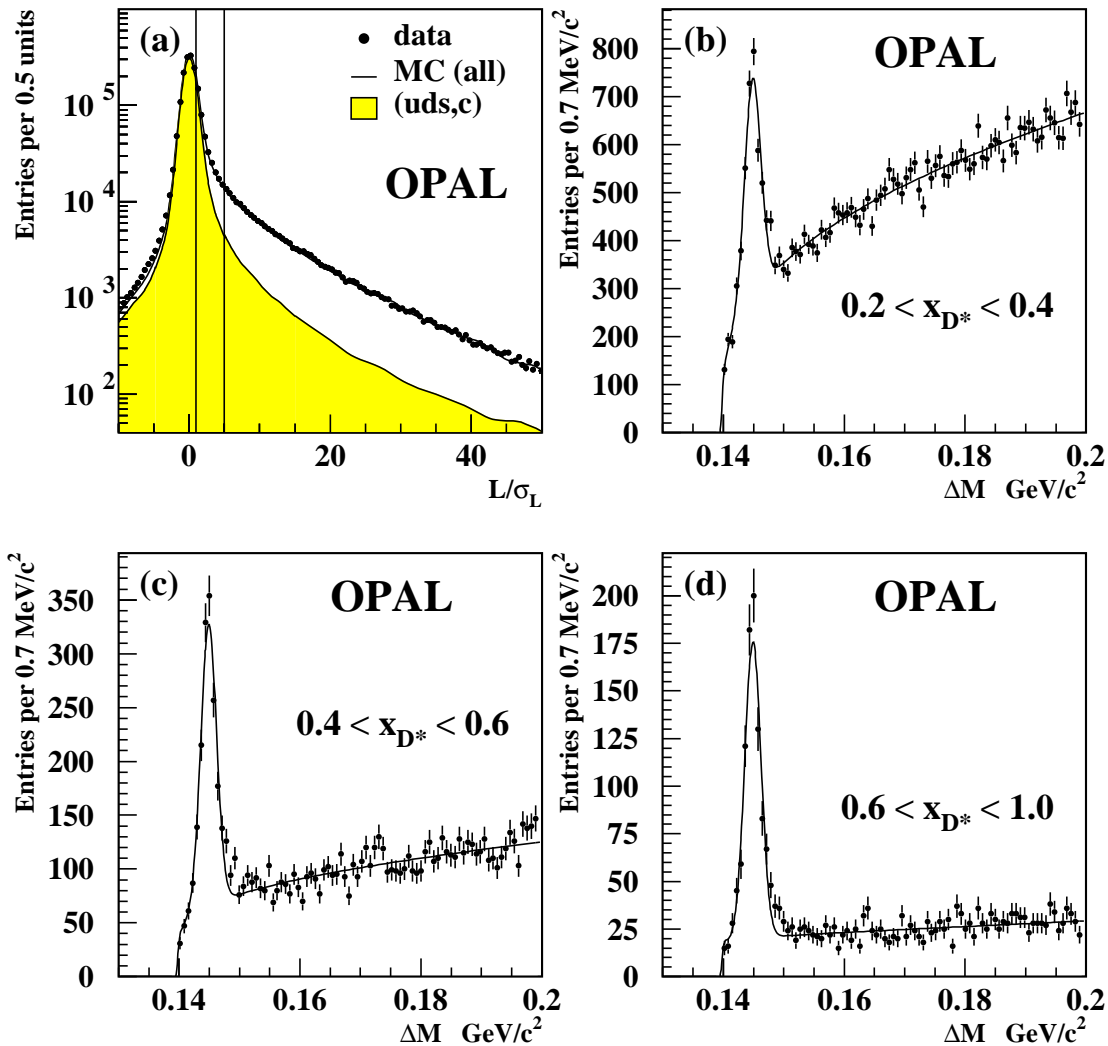 (a)
data
MC (all)
(uds,c)
OPAL
Entries per 0.5 units
10^5
10^4
10^3
10^2
0 20 40
L/σ_L
(b)
OPAL
0.2 < x_D* < 0.4
Entries per 0.7 MeV/c^2
800
700
600
500
400
300
200
100
0
0.14 0.16 0.18 0.2
ΔM GeV/c^2
(c)
OPAL
0.4 < x_D* < 0.6
Entries per 0.7 MeV/c^2
350
300
250
200
150
100
50
0
0.14 0.16 0.18 0.2
ΔM GeV/c^2
(d)
OPAL
0.6 < x_D* < 1.0
Entries per 0.7 MeV/c^2
200
175
150
125
100
75
50
25
0
0.14 0.16 0.18 0.2
ΔM GeV/c^2